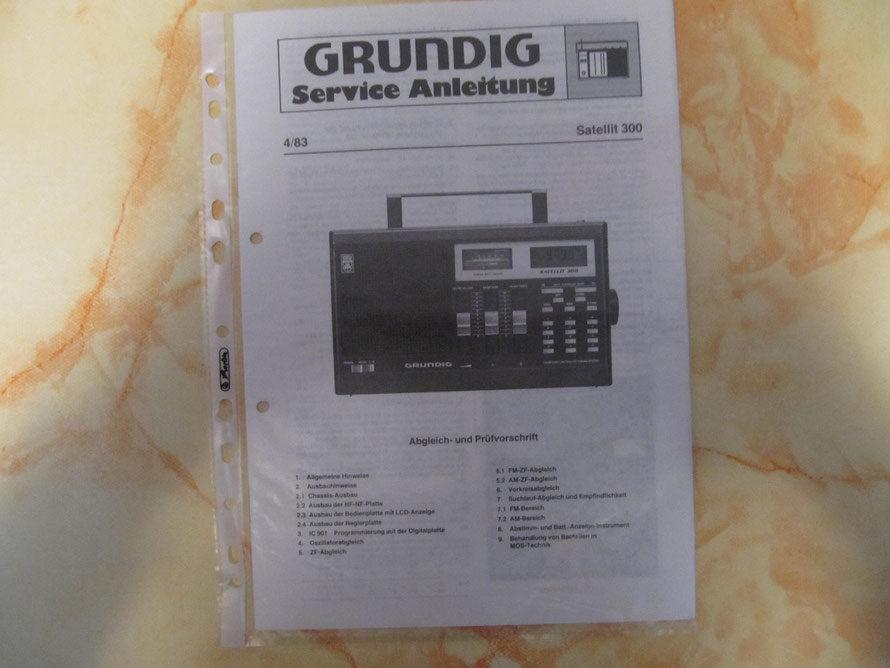 GRUNDIG
Service Anleitung
4/83
Satellit 300
SATELLIT 300
GRUNDIG
Abgleich- und Prüfvorschrift
1. Allgemeine Hinweise
2. Ausbauhinweise
2.1 Chassis-Ausbau
2.2 Ausbau der HF-NF-Platte
2.3 Ausbau der Bedienplatte mit LCD-Anzeige
2.4 Ausbau der Reglerplatte
3. IC 901 Programmierung auf der Digitalplatte
4. Oszillatorabgleich
5. ZF-Abgleich
5.1 FM-ZF-Abgleich
5.2 AM-ZF-Abgleich
6. Vorkreisabgleich
7. Suchlauf-Abgleich und Empfindlichkeit
7.1 FM-Bereich
7.2 AM-Bereich
8. Abstimm- und Batt.-Anzeige Instrument
9. Behandlung von Bauteilen in
MOS-Technik
Herlitz